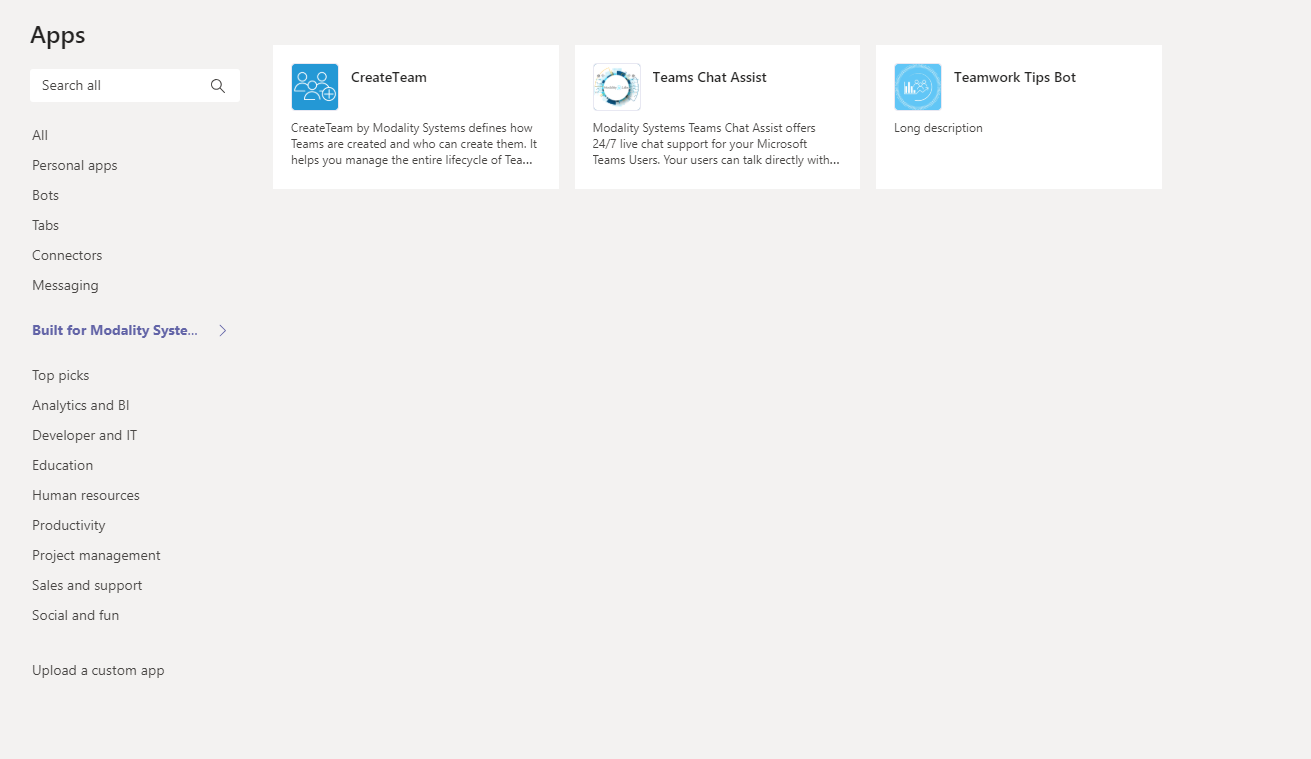 Apps
Search all
All
Personal apps
Bots
Tabs
Connectors
Messaging
Built for Modality Syste...
Top picks
Analytics and BI
Developer and IT
Education
Human resources
Productivity
Project management
Sales and support
Social and fun
Upload a custom app
CreateTeam
CreateTeam by Modality Systems defines how
Teams are created and who can create them. It
helps you manage the entire lifecycle of Tea...
Teams Chat Assist
Modality Systems Teams Chat Assist offers
24/7 live chat support for your Microsoft
Teams Users. Your users can talk directly with...
Teamwork Tips Bot
Long description